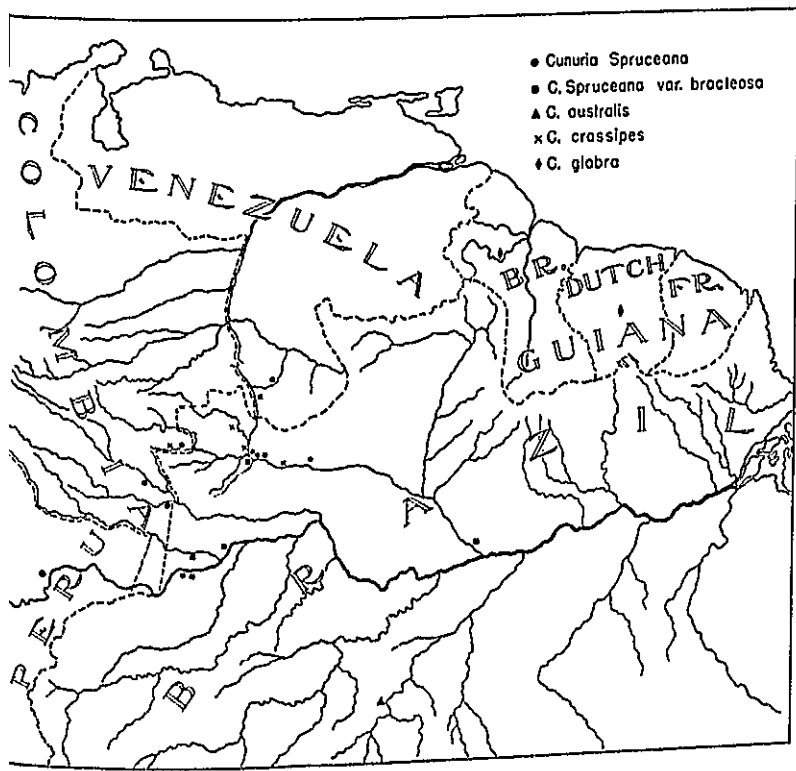 ● Cunuria Spruceana
■ C. Spruceana var. bracteosa
▲ C. australis
× C. crassipes
♦ C. glabra
COLOMBIA
VENEZUELA
BR.
DUTCH
FR.
GUIANA
PERU
BRAZIL